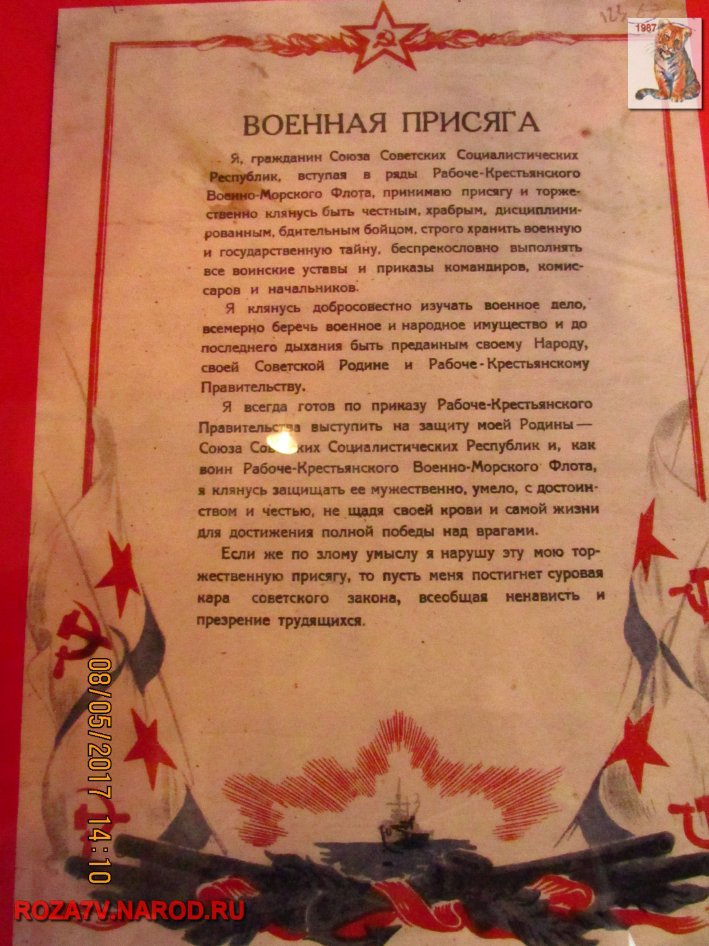 1987
ВОЕННАЯ ПРИСЯГА
Я, гражданин Союза Советских Социалистических
Республик, вступая в ряды Рабоче-Крестьянского
Военно-Морского Флота, принимаю присягу и торже-
ственно клянусь быть честным, храбрым, дисциплини-
рованным, бдительным бойцом, строго хранить военную
и государственную тайну, беспрекословно выполнять
все воинские уставы и приказы командиров, комис-
саров и начальников.
Я клянусь добросовестно изучать военное дело,
всемерно беречь военное и народное имущество и до
последнего дыхания быть преданным своему Народу,
своей Советской Родине и Рабоче-Крестьянскому
Правительству.
Я всегда готов по приказу Рабоче-Крестьянского
Правительства выступить на защиту моей Родины —
Союза Советских Социалистических Республик и, как
воин Рабоче-Крестьянского Военно-Морского Флота,
я клянусь защищать ее мужественно, умело, с достоин-
ством и честью, не щадя своей крови и самой жизни
для достижения полной победы над врагами.
Если же по злому умыслу я нарушу эту мою тор-
жественную присягу, то пусть меня постигнет суровая
кара советского закона, всеобщая ненависть и
презрение трудящихся.
08/05/2017 14:10
ROZA7V.NAROD.RU